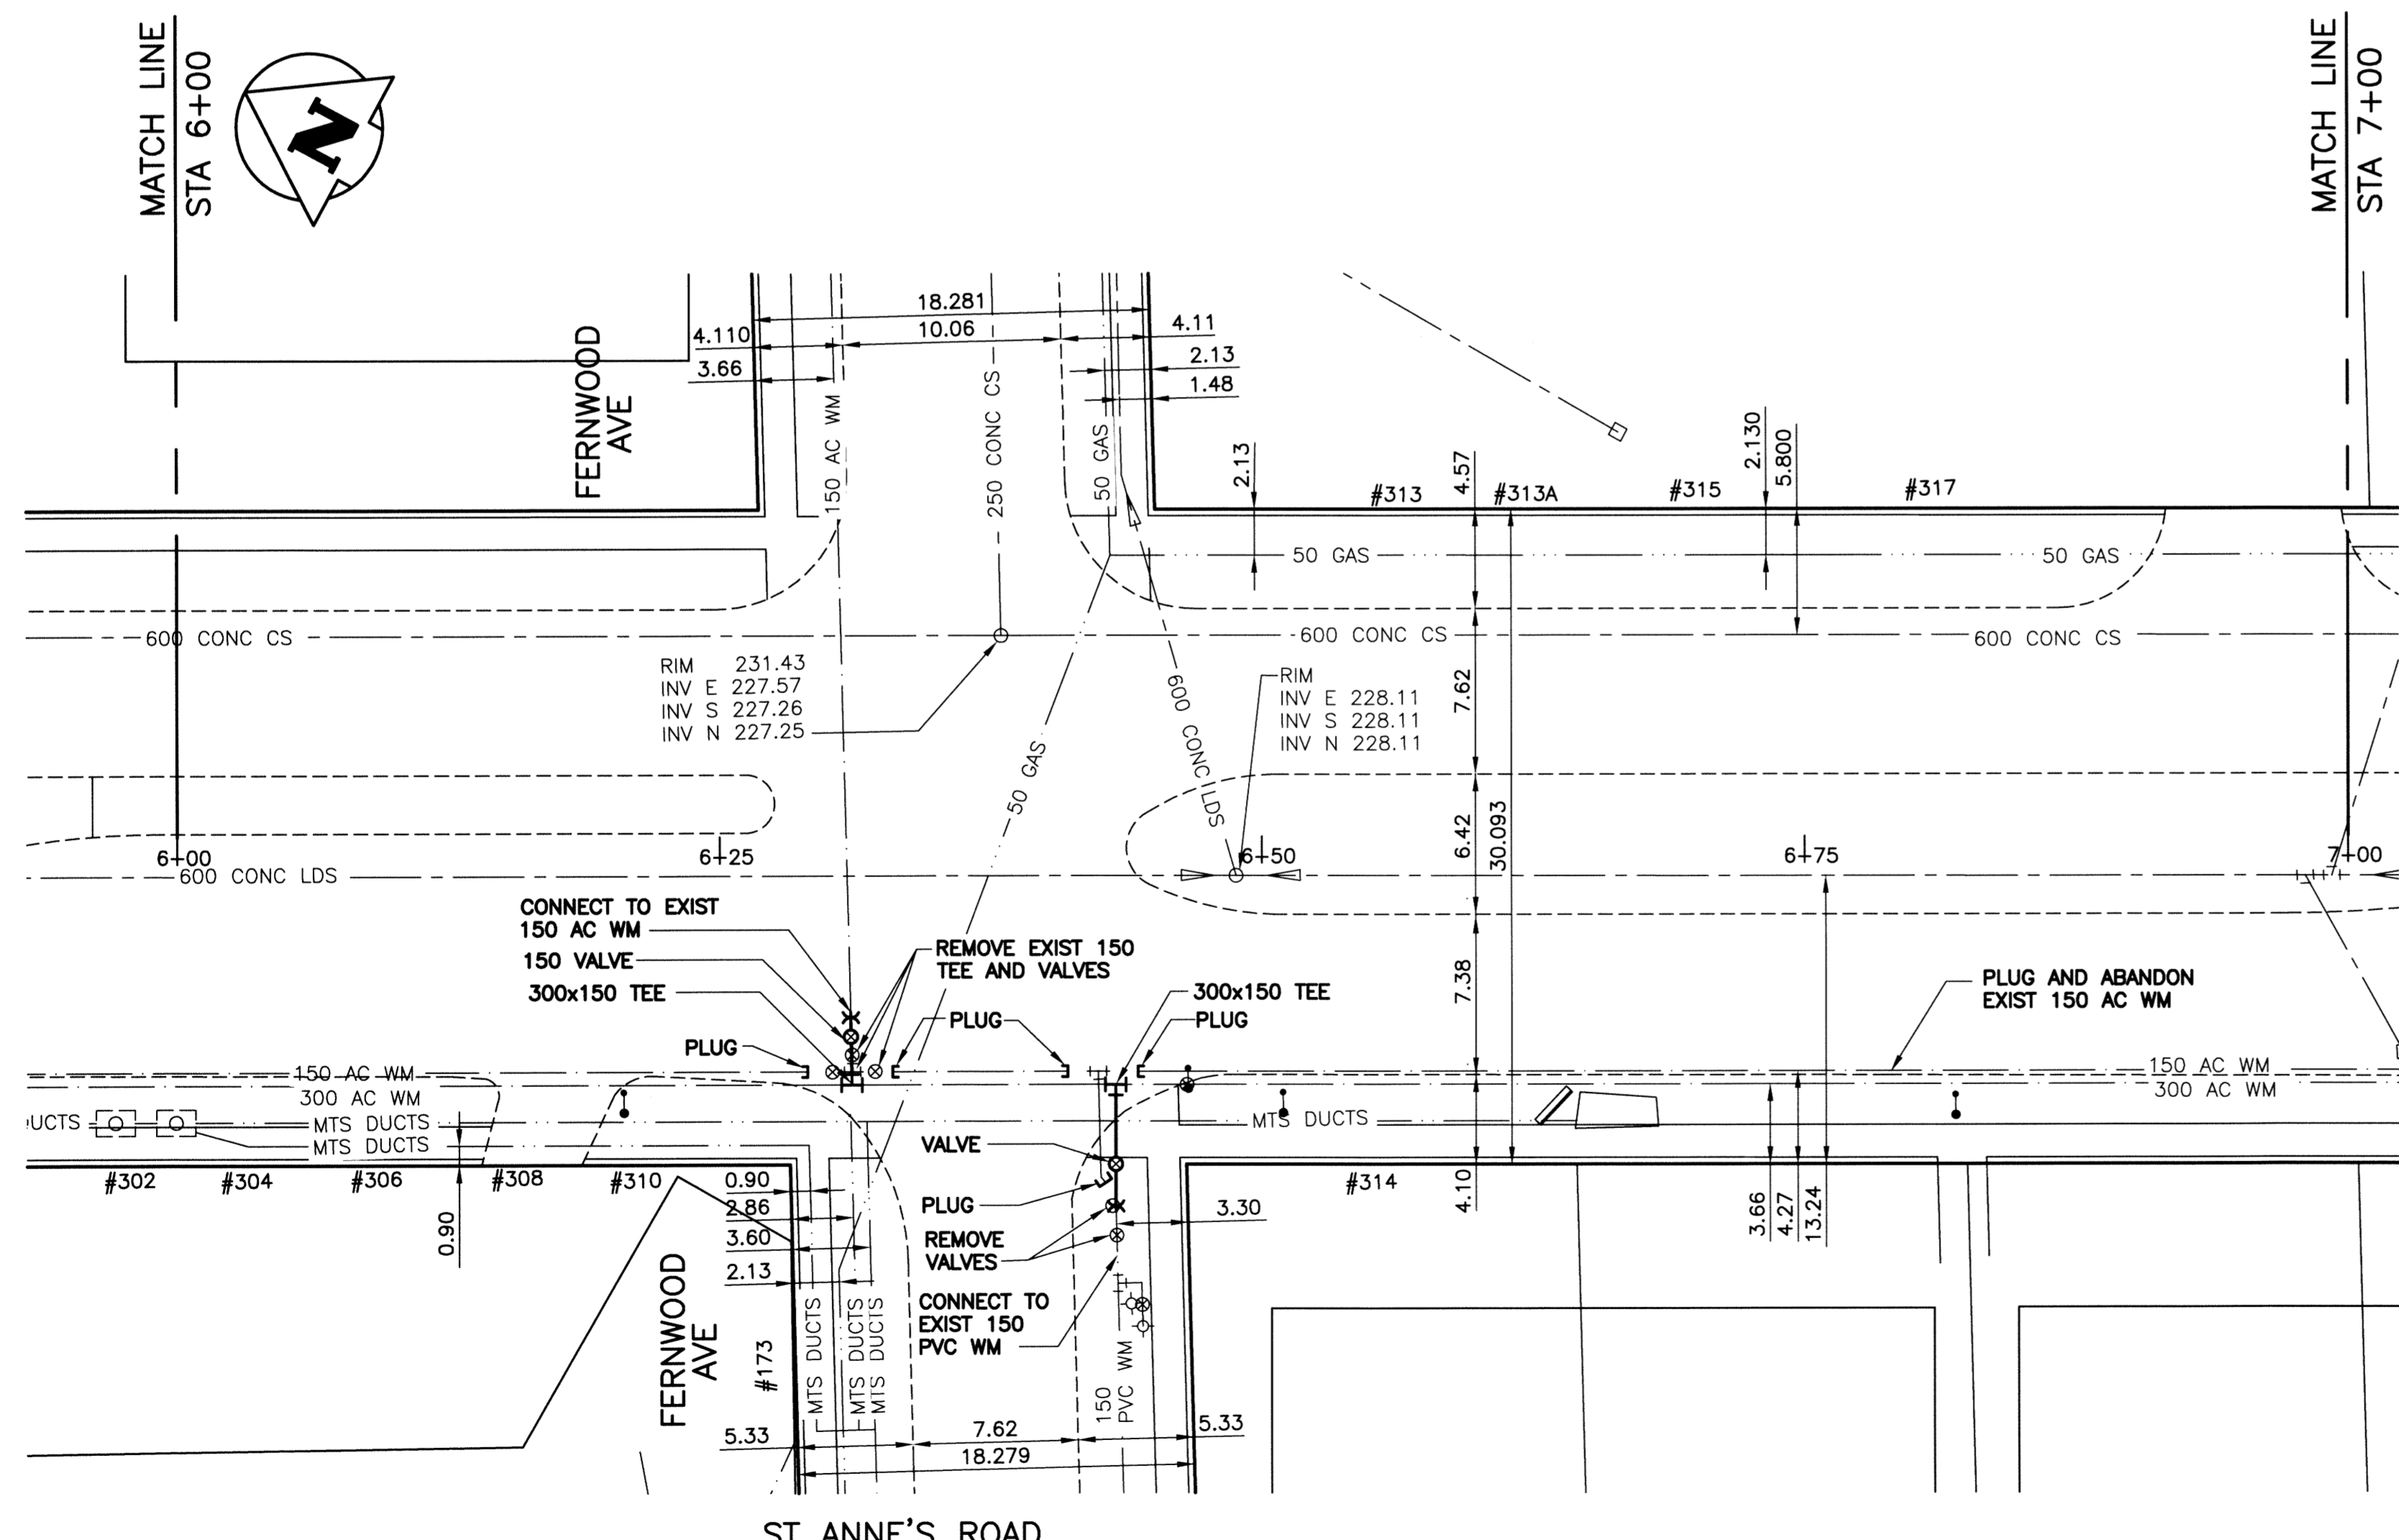 MATCH LINE
STA 6+00
N
MATCH LINE
STA 7+00
18.281
10.06
4.110
3.66
4.11
2.13
1.48
FERNWOOD
AVE
150 AC WM
250 CONC CS
50 GAS
2.13
4.57
2.130
5.800
#313
#313A
#315
#317
50 GAS
50 GAS
600 CONC CS
600 CONC CS
600 CONC CS
RIM 231.43
INV E 227.57
INV S 227.26
INV N 227.25
RIM
INV E 228.11
INV S 228.11
INV N 228.11
7.62
50 GAS
600 CONC LDS
6.42
30.093
6+00
6+25
6+50
6+75
7+00
600 CONC LDS
CONNECT TO EXIST
150 AC WM
150 VALVE
300x150 TEE
REMOVE EXIST 150
TEE AND VALVES
300x150 TEE
PLUG
PLUG
PLUG
7.38
PLUG AND ABANDON
EXIST 150 AC WM
150 AC WM
300 AC WM
150 AC WM
300 AC WM
UCTS
MTS DUCTS
MTS DUCTS
MTS DUCTS
#302
#304
#306
#308
#310
0.90
0.90
2.86
3.60
2.13
VALVE
PLUG
REMOVE
VALVES
CONNECT TO
EXIST 150
PVC WM
3.30
#314
4.10
3.66
4.27
13.24
FERNWOOD
AVE
#173
MTS DUCTS
MTS DUCTS
MTS DUCTS
150
PVC WM
5.33
7.62
5.33
18.279
ST ANNE'S ROAD